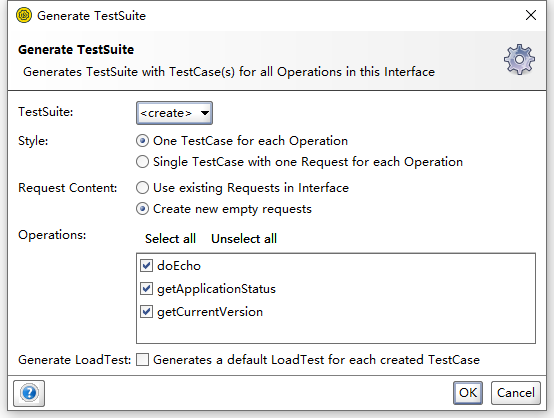 Generate TestSuite
Generate TestSuite
Generates TestSuite with TestCase(s) for all Operations in this Interface
TestSuite: <create>
Style: One TestCase for each Operation
Single TestCase with one Request for each Operation
Request Content: Use existing Requests in Interface
Create new empty requests
Operations: Select all Unselect all
doEcho
getApplicationStatus
getCurrentVersion
Generate LoadTest: Generates a default LoadTest for each created TestCase
? OK Cancel